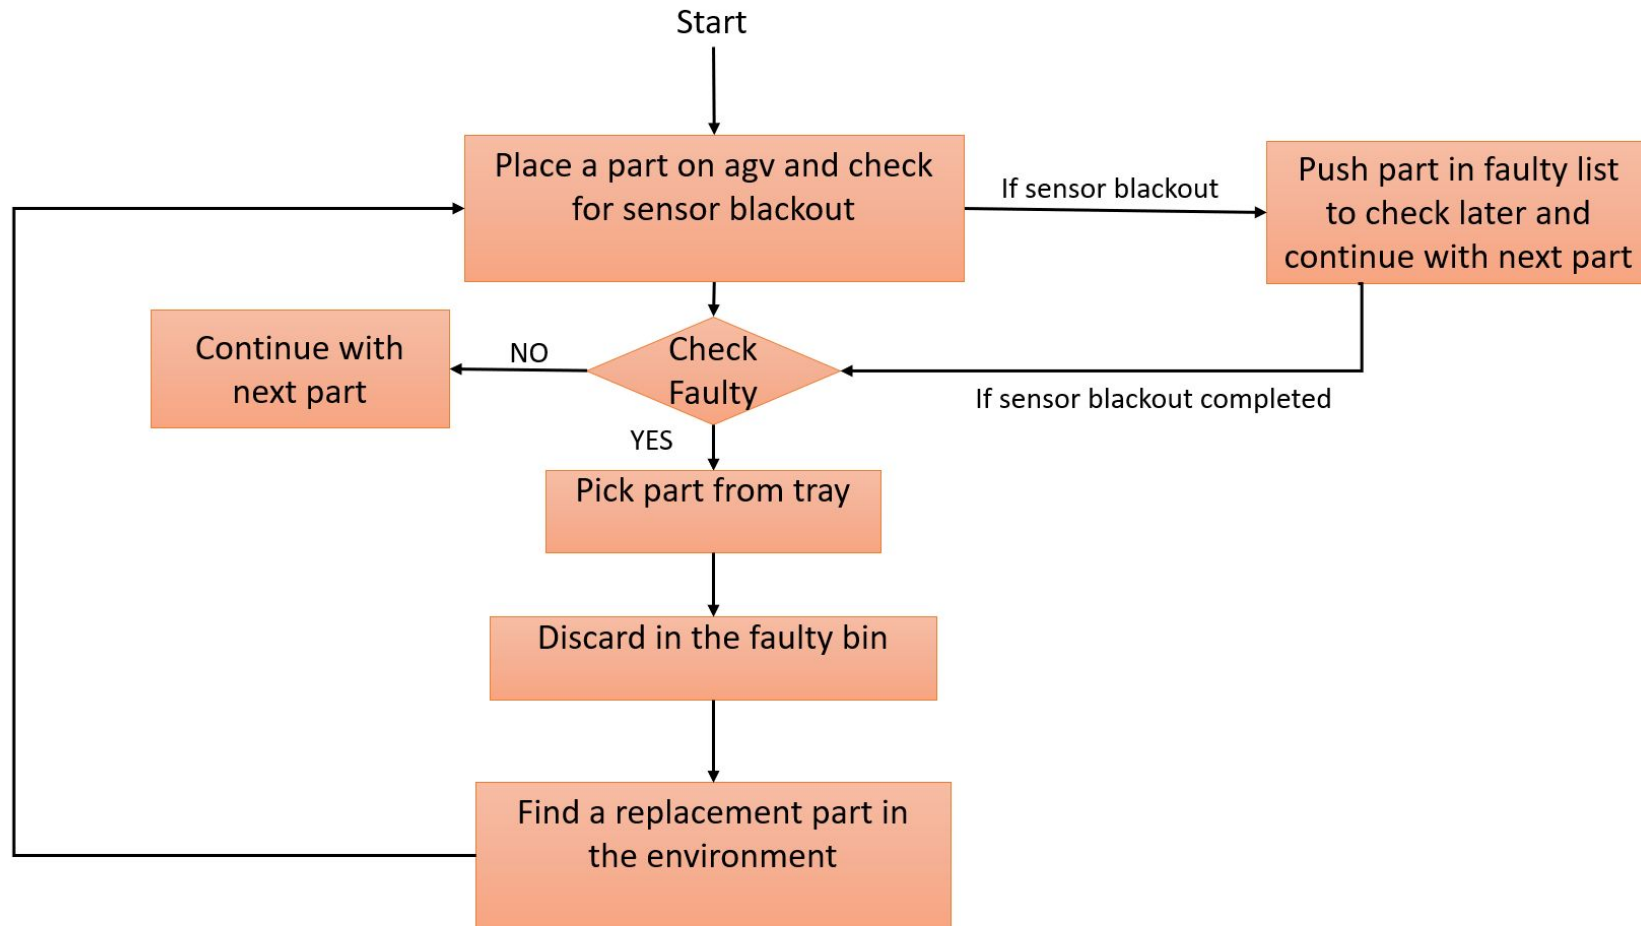 Start
Place a part on agv and check
for sensor blackout
If sensor blackout
Push part in faulty list
to check later and
continue with next part
Continue with
next part
NO
Check
Faulty
If sensor blackout completed
YES
Pick part from tray
Discard in the faulty bin
Find a replacement part in
the environment